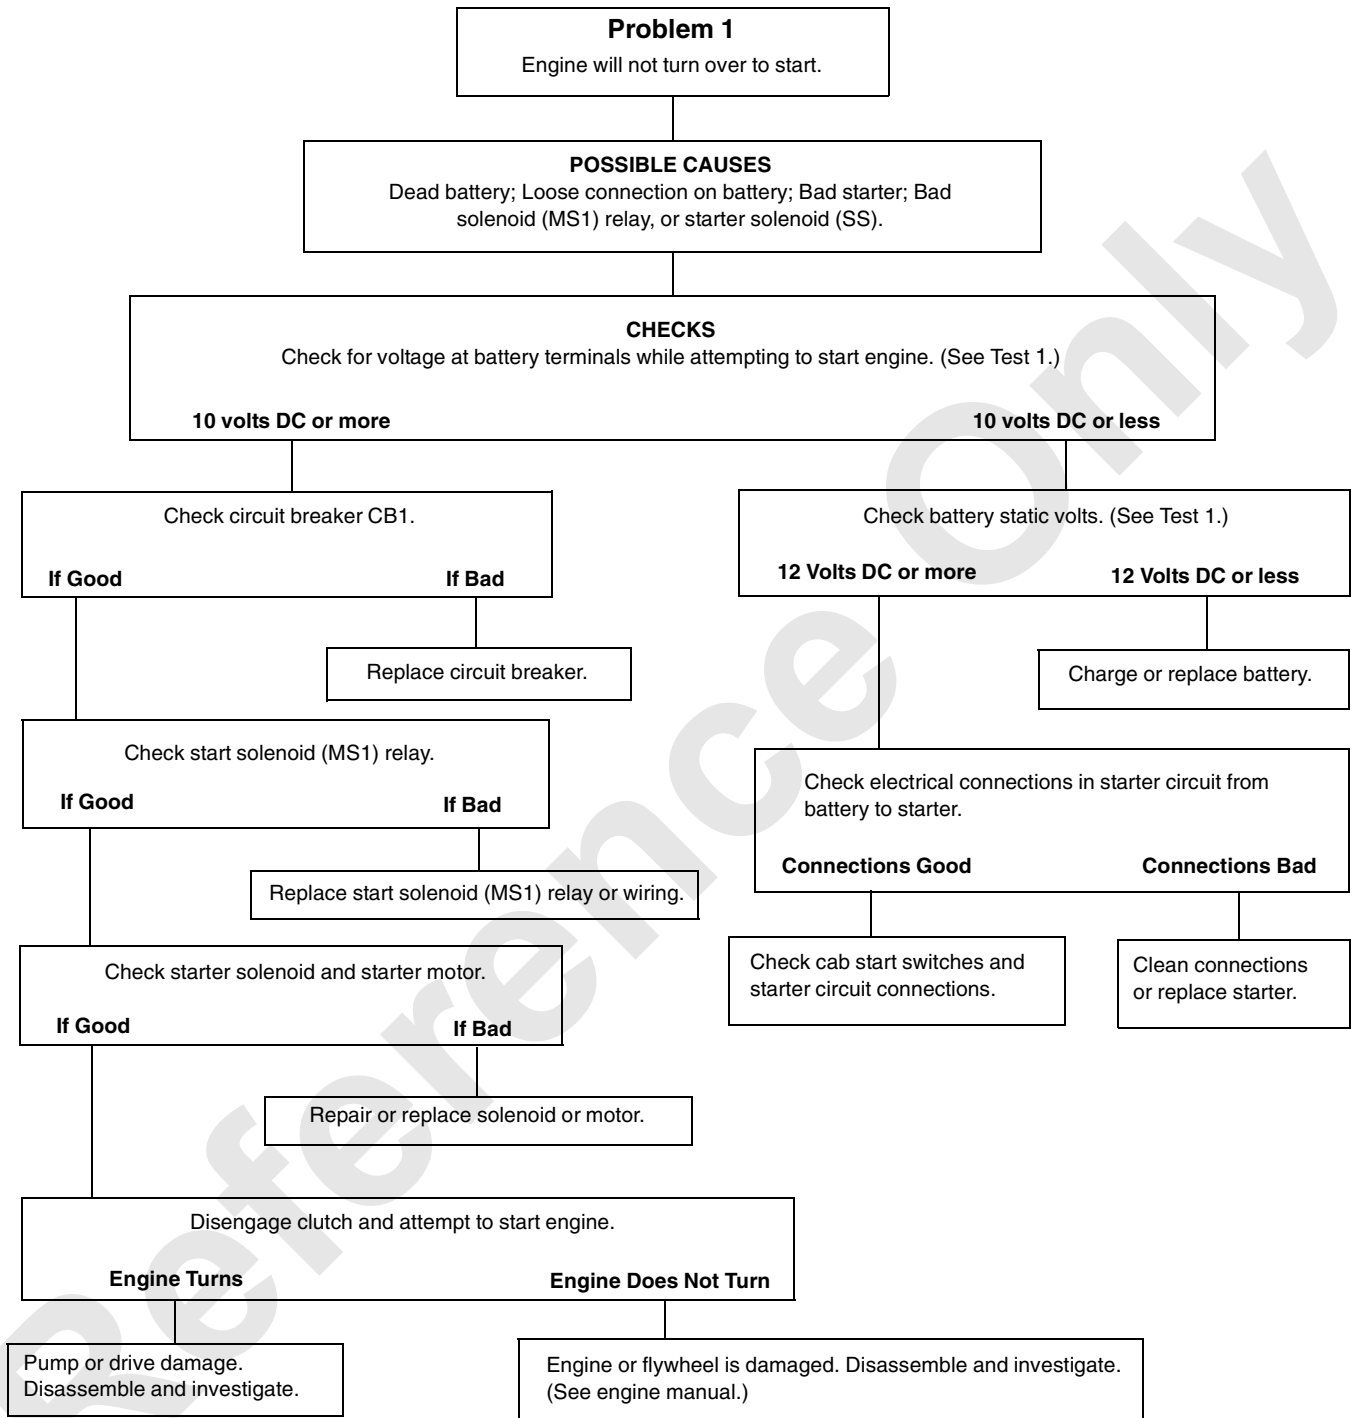 Problem 1
Engine will not turn over to start.
POSSIBLE CAUSES
Dead battery; Loose connection on battery; Bad starter; Bad
solenoid (MS1) relay, or starter solenoid (SS).
CHECKS
Check for voltage at battery terminals while attempting to start engine. (See Test 1.)
10 volts DC or more
10 volts DC or less
Check circuit breaker CB1.
If Good
If Bad
Replace circuit breaker.
Check start solenoid (MS1) relay.
If Good
If Bad
Replace start solenoid (MS1) relay or wiring.
Check starter solenoid and starter motor.
If Good
If Bad
Repair or replace solenoid or motor.
Disengage clutch and attempt to start engine.
Engine Turns
Engine Does Not Turn
Pump or drive damage.
Disassemble and investigate.
Engine or flywheel is damaged. Disassemble and investigate.
(See engine manual.)
Check battery static volts. (See Test 1.)
12 Volts DC or more
12 Volts DC or less
Charge or replace battery.
Check electrical connections in starter circuit from
battery to starter.
Connections Good
Connections Bad
Check cab start switches and
starter circuit connections.
Clean connections
or replace starter.
Reference Only